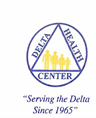 DELTA HEALTH
CENTER
"Serving the Delta
Since 1965"